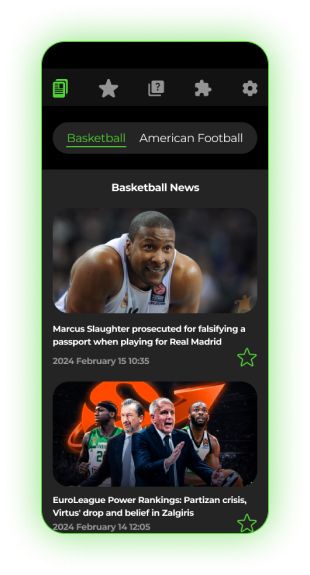 Basketball American Football
Basketball News
Marcus Slaughter prosecuted for falsifying a
passport when playing for Real Madrid
2024 February 15 10:35
EuroLeague Power Rankings: Partizan crisis,
Virtus' drop and belief in Zalgiris
2024 February 14 12:05